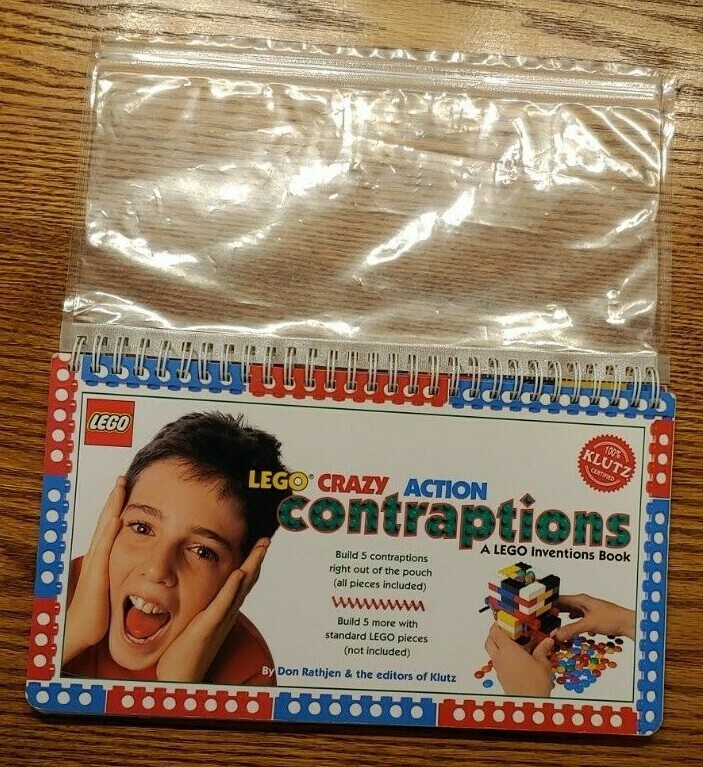 LEGO
100%
KLUTZ
CERTIFIED
LEGO® CRAZY ACTION
contraptions
A LEGO Inventions Book
Build 5 contraptions
right out of the pouch
(all pieces included)
Build 5 more with
standard LEGO pieces
(not included)
By Don Rathjen & the editors of Klutz